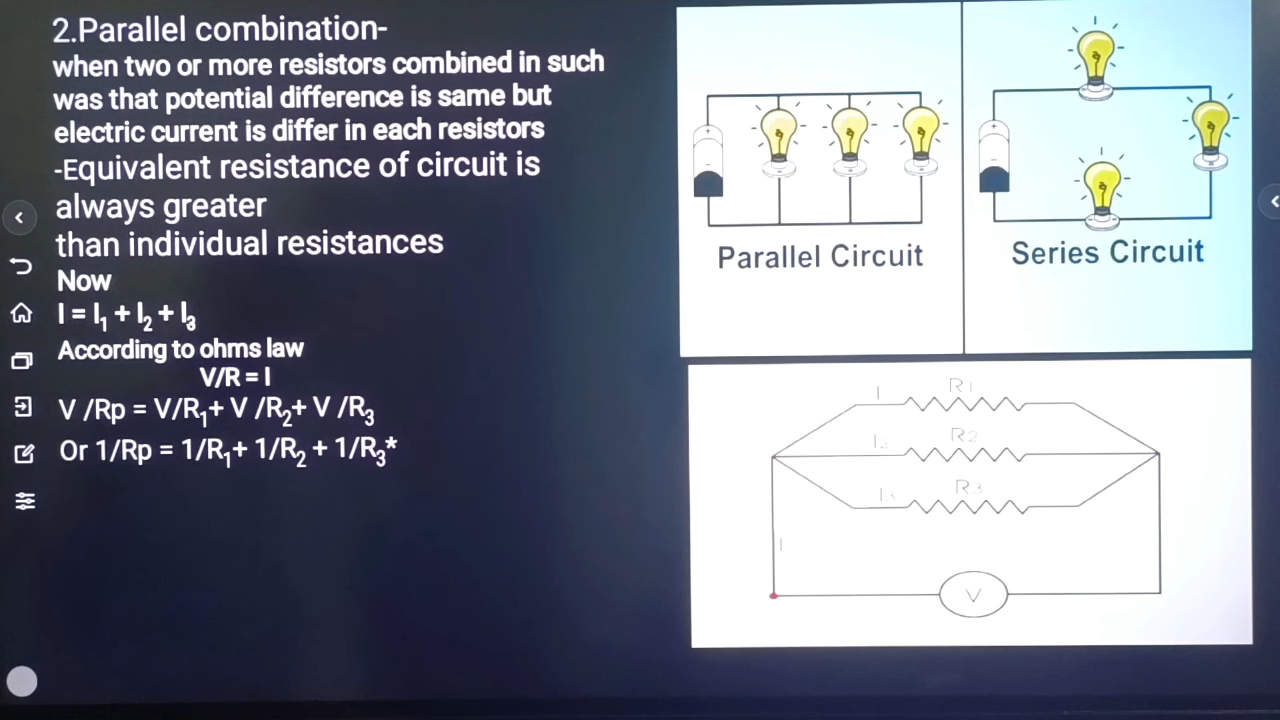 2.Parallel combination-
when two or more resistors combined in such
was that potential difference is same but
electric current is differ in each resistors
-Equivalent resistance of circuit is
always greater
than individual resistances
Now
I = I₁ + I₂ + I₃
According to ohms law
V/R = I
V /Rp = V/R₁+ V /R₂+ V /R₃
Or 1/Rp = 1/R₁+ 1/R₂ + 1/R₃*
Parallel Circuit
Series Circuit
I R1
I2 R2
I3 R3
I
V